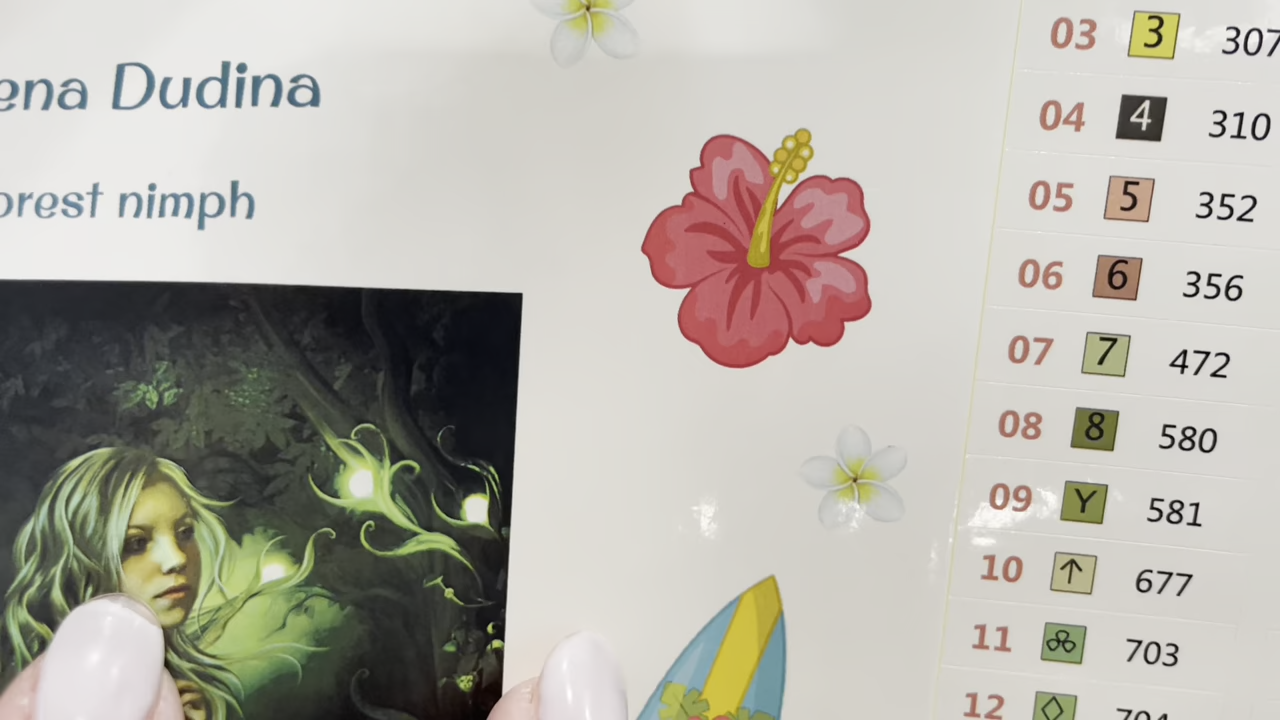 ena Dudina
orest nimph
03 3 307
04 4 310
05 5 352
06 6 356
07 7 472
08 8 580
09 Y 581
10 ↑ 677
11 703
12 704